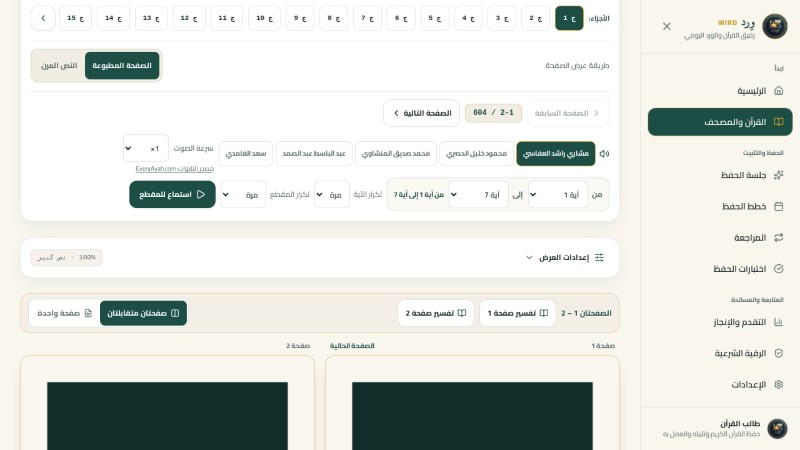 وِرد WIRD
رفيق القرآن والورد اليومي
ابدأ
الرئيسية
القرآن والمصحف
الحفظ والتثبيت
جلسة الحفظ
خطط الحفظ
المراجعة
اختبارات الحفظ
المتابعة والمساندة
التقدم والإنجاز
الرقية الشرعية
الإعدادات
طالب القرآن
حفظ القرآن الكريم وتثبيته والعمل به
الأجزاء: ج 1 ج 2 ج 3 ج 4 ج 5 ج 6 ج 7 ج 8 ج 9 ج 10 ج 11 ج 12 ج 13 ج 14 ج 15
طريقة عرض الصفحة الصفحة المطبوعة النص المرن
الصفحة السابقة 1–2 / 604 الصفحة التالية
مشاري راشد العفاسي محمود خليل الحصري محمد صديق المنشاوي عبد الباسط عبد الصمد سعد الغامدي سرعة الصوت 1×
مصدر التلاوات: EveryAyah.com
من آية 1 إلى آية 7 من آية 1 إلى آية 7 تكرار الآية مرة تكرار المقطع مرة استماع للمقطع
إعدادات العرض 100% · نص كبير
الصفحتان 1 – 2 تفسير صفحة 1 تفسير صفحة 2 صفحتان متقابلتان صفحة واحدة
صفحة 1 الصفحة الحالية صفحة 2